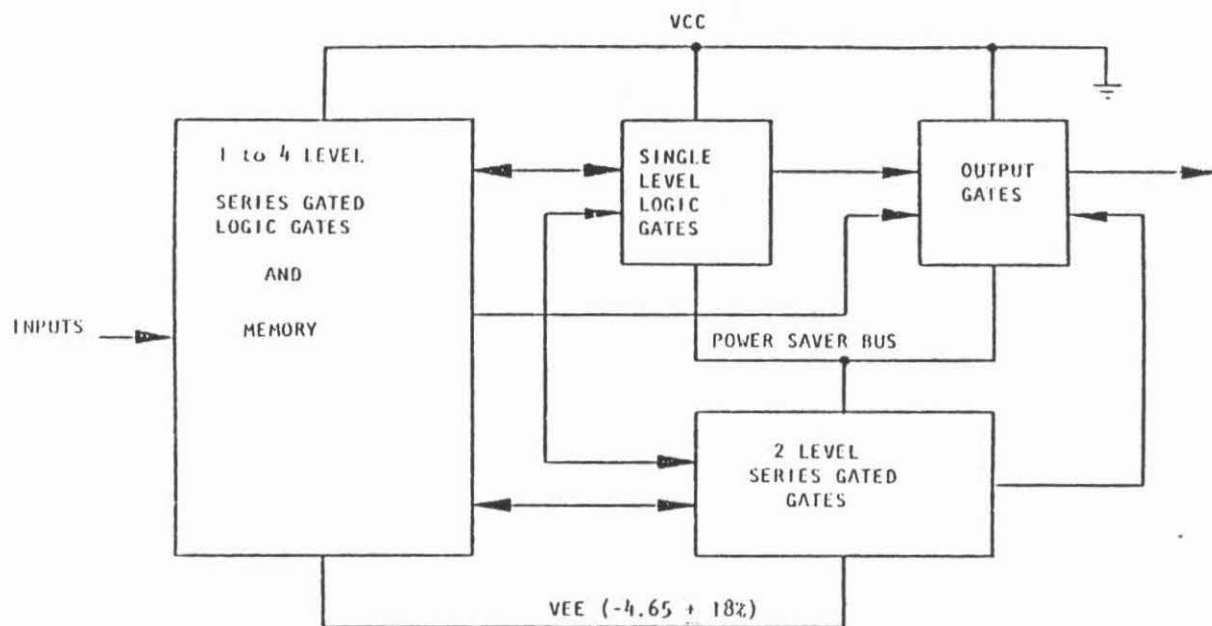 VCC
1 to 4 LEVEL
SERIES GATED
LOGIC GATES
AND
MEMORY
SINGLE
LEVEL
LOGIC
GATES
OUTPUT
GATES
INPUTS
POWER SAVER BUS
2 LEVEL
SERIES GATED
GATES
VEE (-4.65 + 18%)